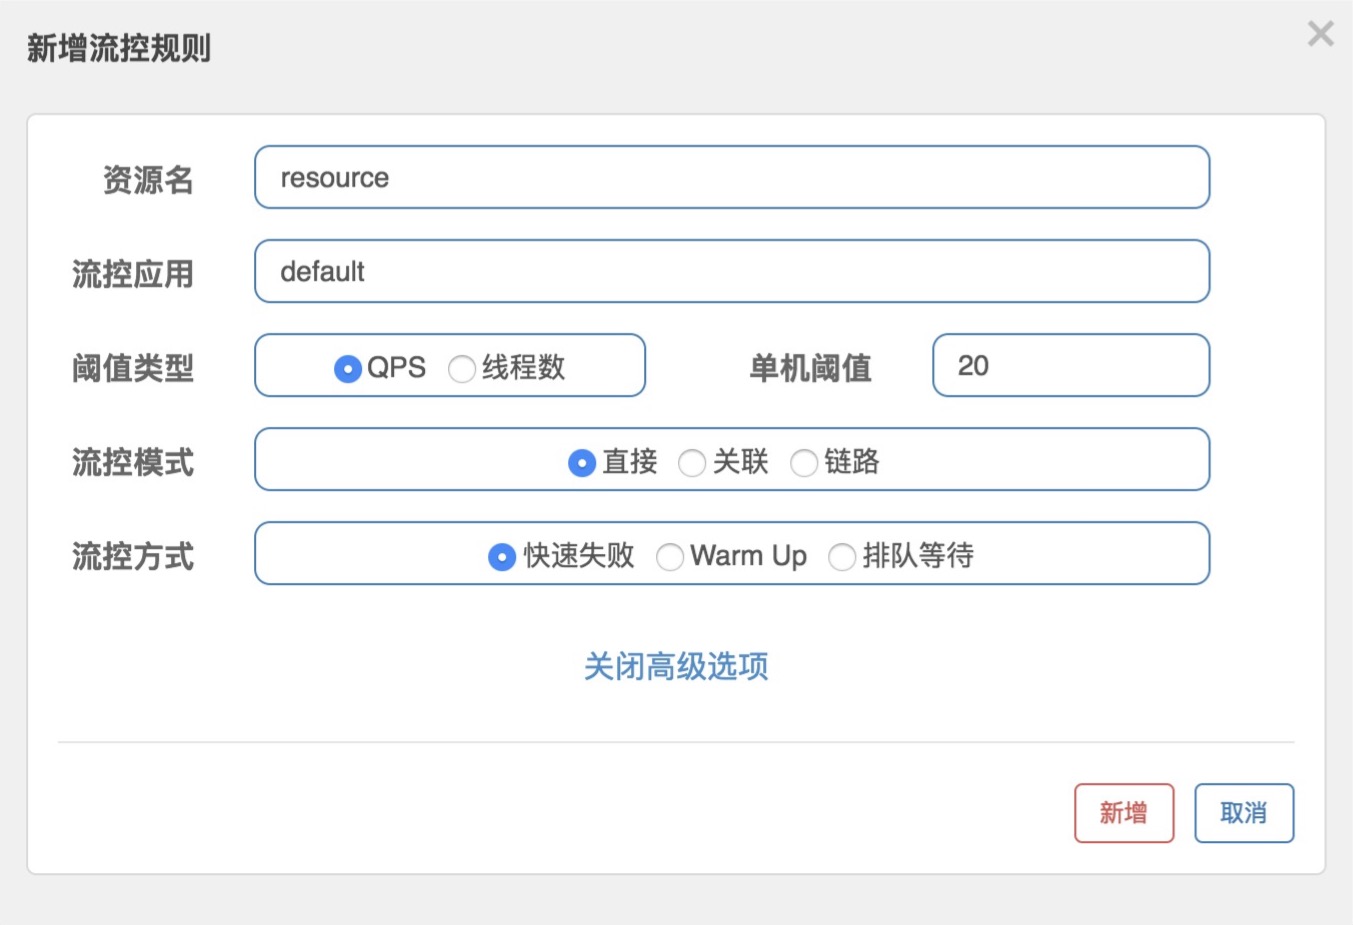 新增流控规则
资源名 resource
流控应用 default
阈值类型 QPS 线程数 单机阈值 20
流控模式 直接 关联 链路
流控方式 快速失败 Warm Up 排队等待
关闭高级选项
新增 取消